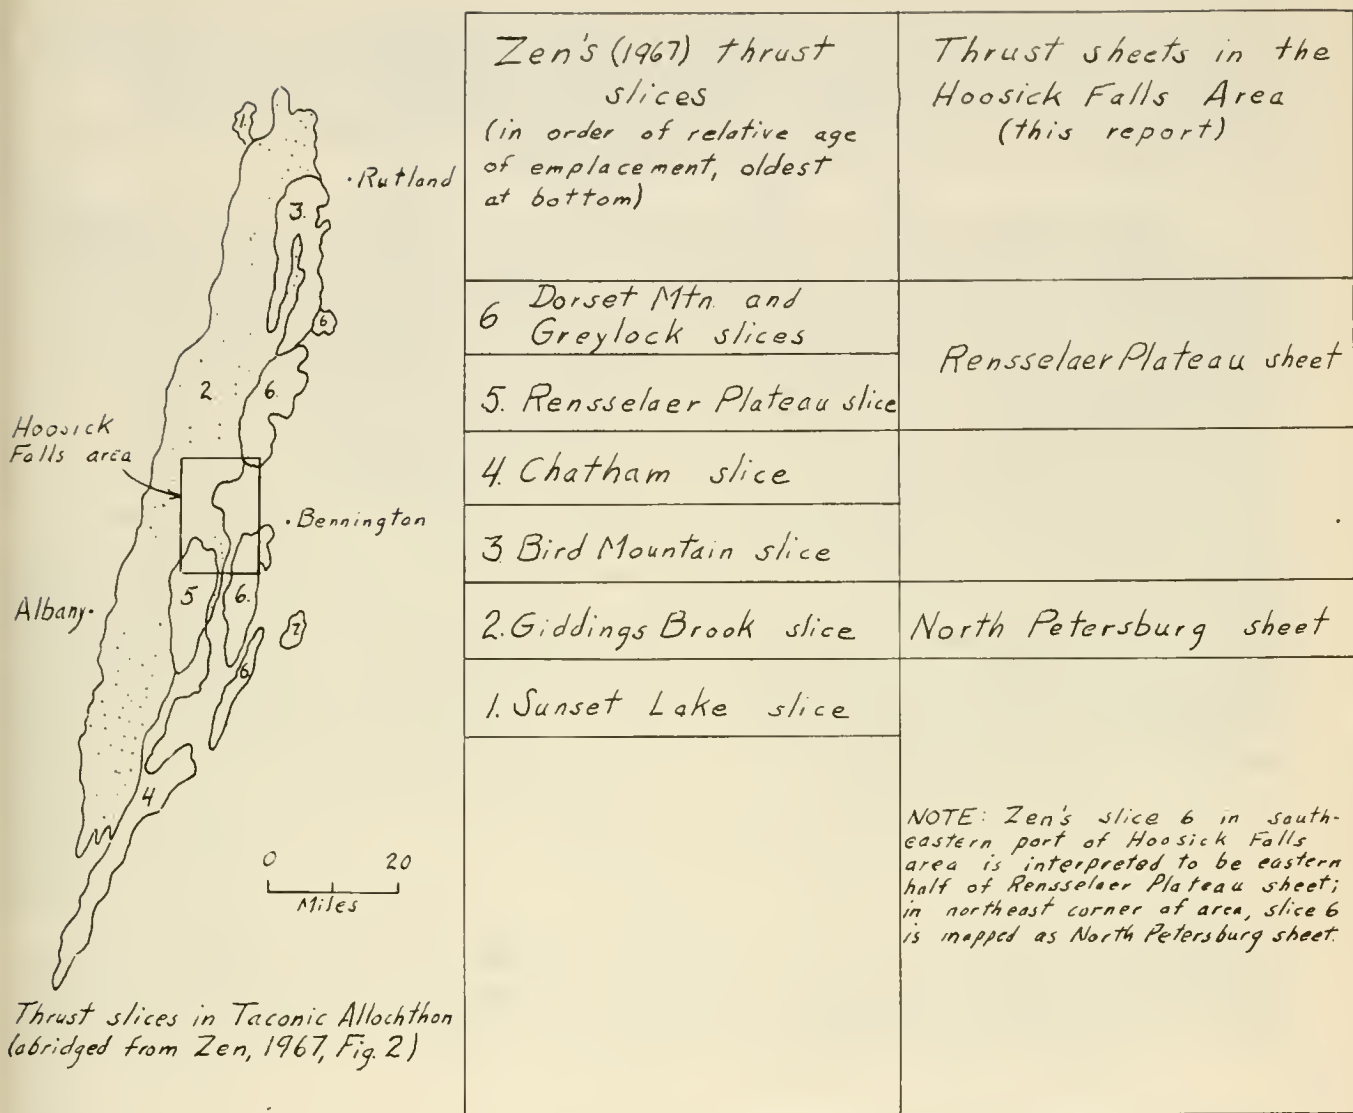 1.
·Rutland
3.
6
2
6.
Hoosick
Falls area
·Bennington
5
6.
Albany·
6
4
0 20
Miles
Thrust slices in Taconic Allochthon
(abridged from Zen, 1967, Fig. 2)
Zen's (1967) thrust
slices
(in order of relative age
of emplacement, oldest
at bottom)
Thrust sheets in the
Hoosick Falls Area
(this report)
6 Dorset Mtn. and
Greylock slices
Rensselaer Plateau sheet
5. Rensselaer Plateau slice
4. Chatham slice
3 Bird Mountain slice
2. Giddings Brook slice
North Petersburg sheet
1. Sunset Lake slice
NOTE: Zen's slice 6 in south-
eastern part of Hoosick Falls
area is interpreted to be eastern
half of Rensselaer Plateau sheet;
in northeast corner of area, slice 6
is mapped as North Petersburg sheet.